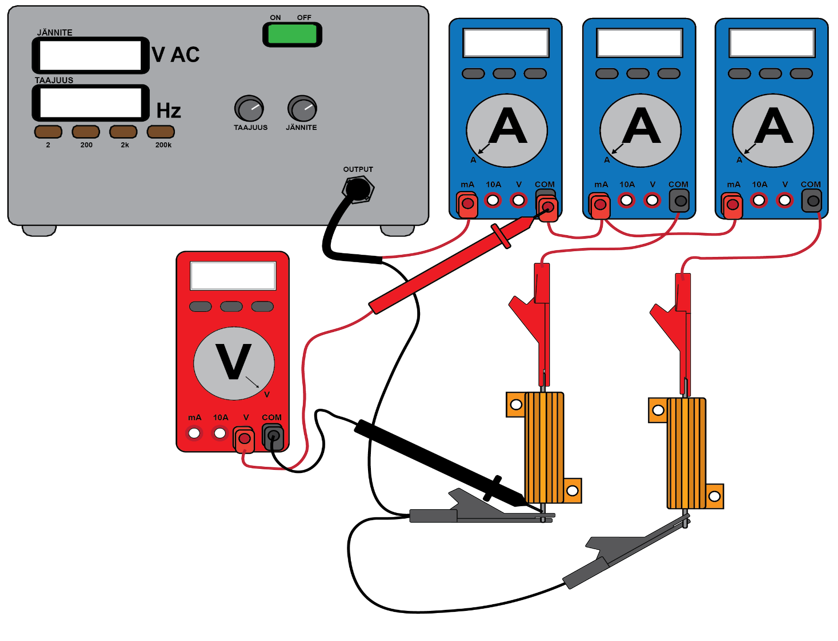 JÄNNITE
V AC
TAAJUUS
Hz
2 200 2k 200k
ON OFF
TAAJUUS JÄNNITE
OUTPUT
A
A
mA 10A V COM
A
A
mA 10A V COM
A
A
mA 10A V COM
V
V
mA 10A V COM